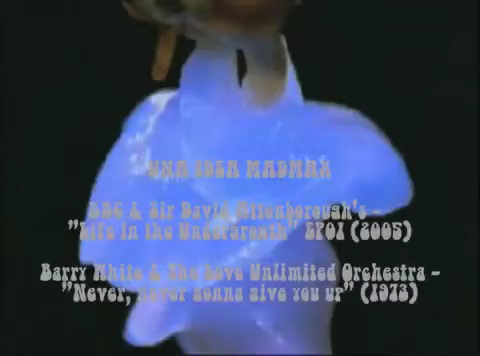 UNA IDEA MADMAX
BBC & Sir David Attenborough's -
"Life in the Undergrowth" EP01 (2005)
Barry White & The Love Unlimited Orchestra -
"Never, never gonna give you up" (1973)